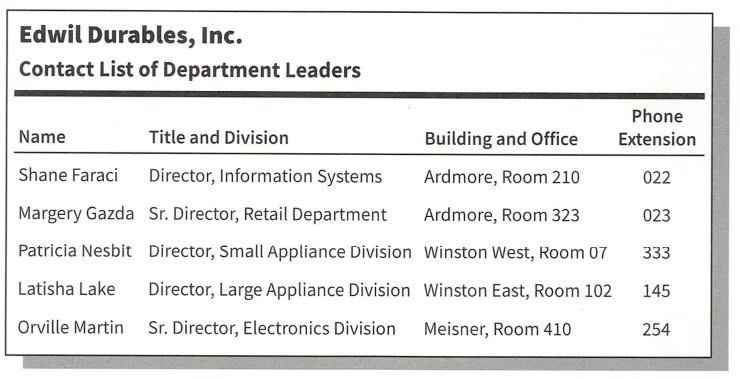 Edwil Durables, Inc.
Contact List of Department Leaders
Name Title and Division Building and Office Phone Extension
Shane Faraci Director, Information Systems Ardmore, Room 210 022
Margery Gazda Sr. Director, Retail Department Ardmore, Room 323 023
Patricia Nesbit Director, Small Appliance Division Winston West, Room 07 333
Latisha Lake Director, Large Appliance Division Winston East, Room 102 145
Orville Martin Sr. Director, Electronics Division Meisner, Room 410 254